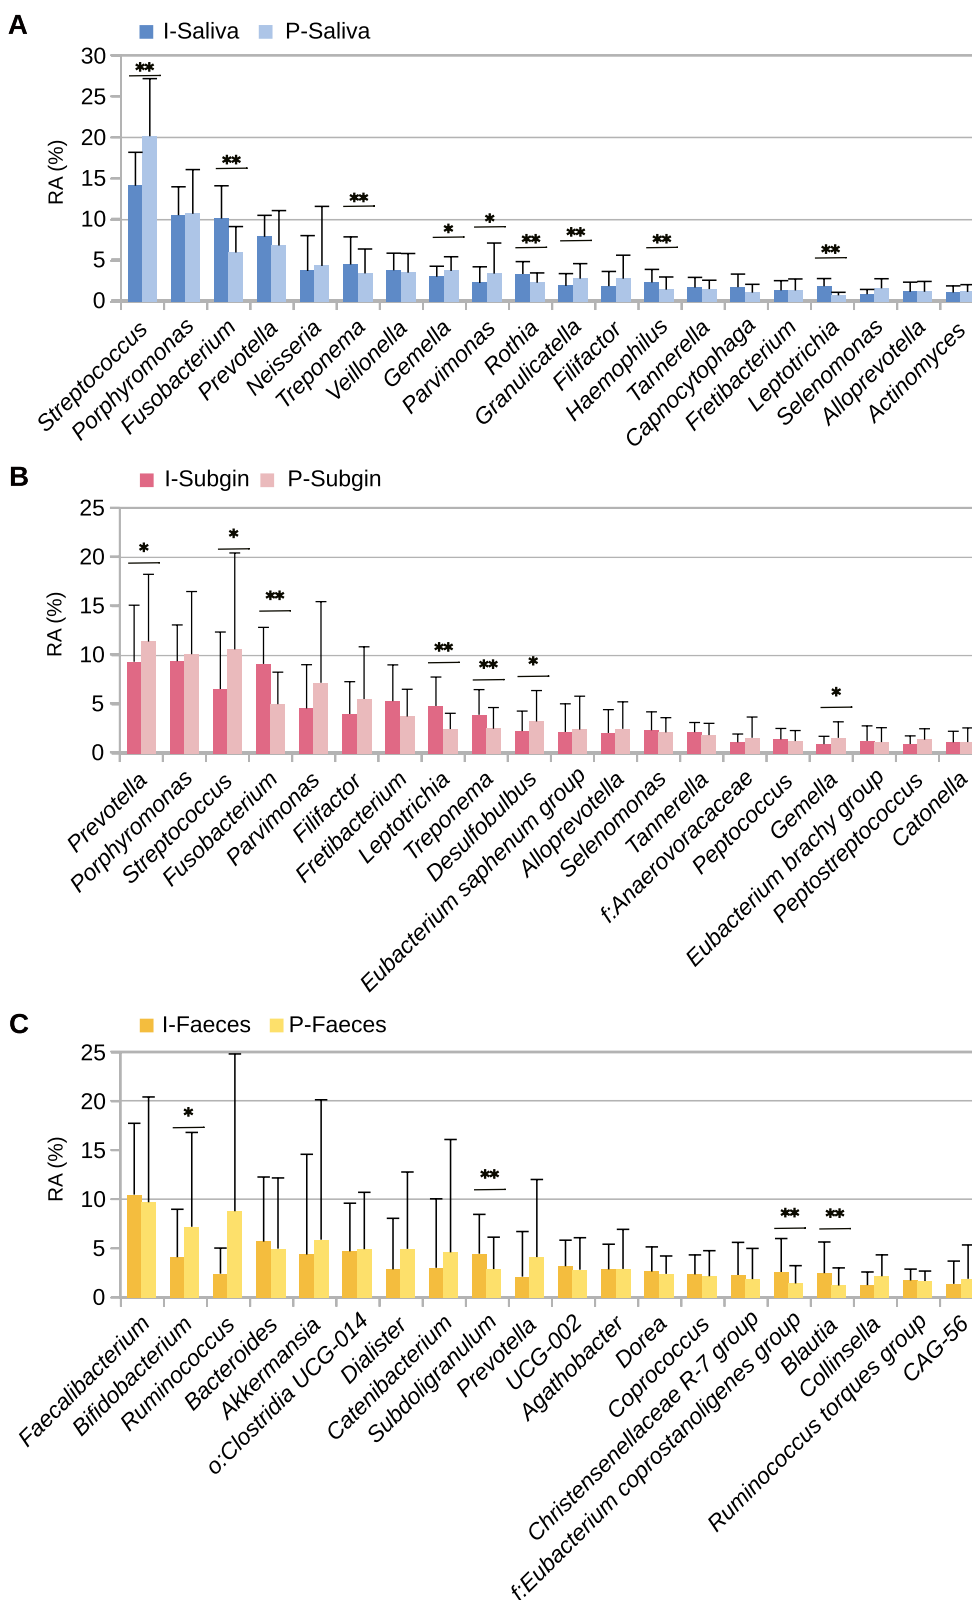 A
I-Saliva P-Saliva
RA (%)
30
25
20
15
10
5
0
** ** ** * * ** ** ** **
Streptococcus
Porphyromonas
Fusobacterium
Prevotella
Neisseria
Treponema
Veillonella
Gemella
Parvimonas
Rothia
Granulicatella
Filifactor
Haemophilus
Tannerella
Capnocytophaga
Fretibacterium
Leptotrichia
Selenomonas
Alloprevotella
Actinomyces
B
I-Subgin P-Subgin
RA (%)
25
20
15
10
5
0
* * ** ** ** * *
Prevotella
Porphyromonas
Streptococcus
Fusobacterium
Parvimonas
Filifactor
Fretibacterium
Leptotrichia
Treponema
Desulfobulbus
Eubacterium saphenum group
Alloprevotella
Selenomonas
Tannerella
f:Anaerovoracaceae
Peptococcus
Gemella
Eubacterium brachy group
Peptostreptococcus
Catonella
C
I-Faeces P-Faeces
RA (%)
25
20
15
10
5
0
* ** ** **
Faecalibacterium
Bifidobacterium
Ruminococcus
Bacteroides
Akkermansia
o:Clostridia UCG-014
Dialister
Catenibacterium
Subdoligranulum
Prevotella
UCG-002
Agathobacter
Dorea
Coprococcus
Christensenellaceae R-7 group
f:Eubacterium coprostanoligenes group
Blautia
Collinsella
Ruminococcus torques group
CAG-56